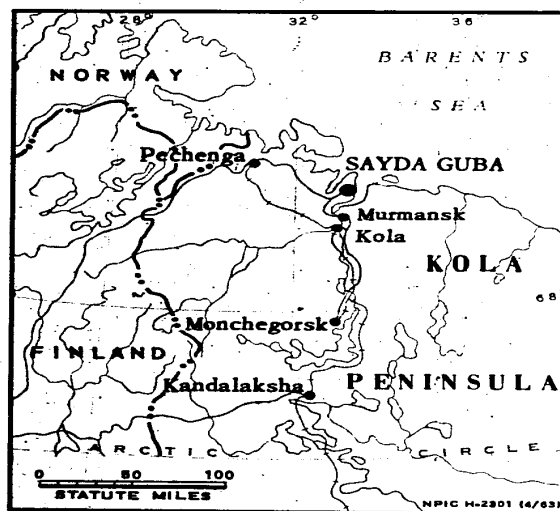 28° 32° 36
BARENTS
NORWAY
SEA
Pechenga
SAYDA GUBA
Murmansk
Kola
KOLA
68
Monchegorsk
FINLAND
Kandalaksha
PENINSULA
ARCTIC CIRCLE
0 50 100
STATUTE MILES
NPIC H-2301 (4/63)